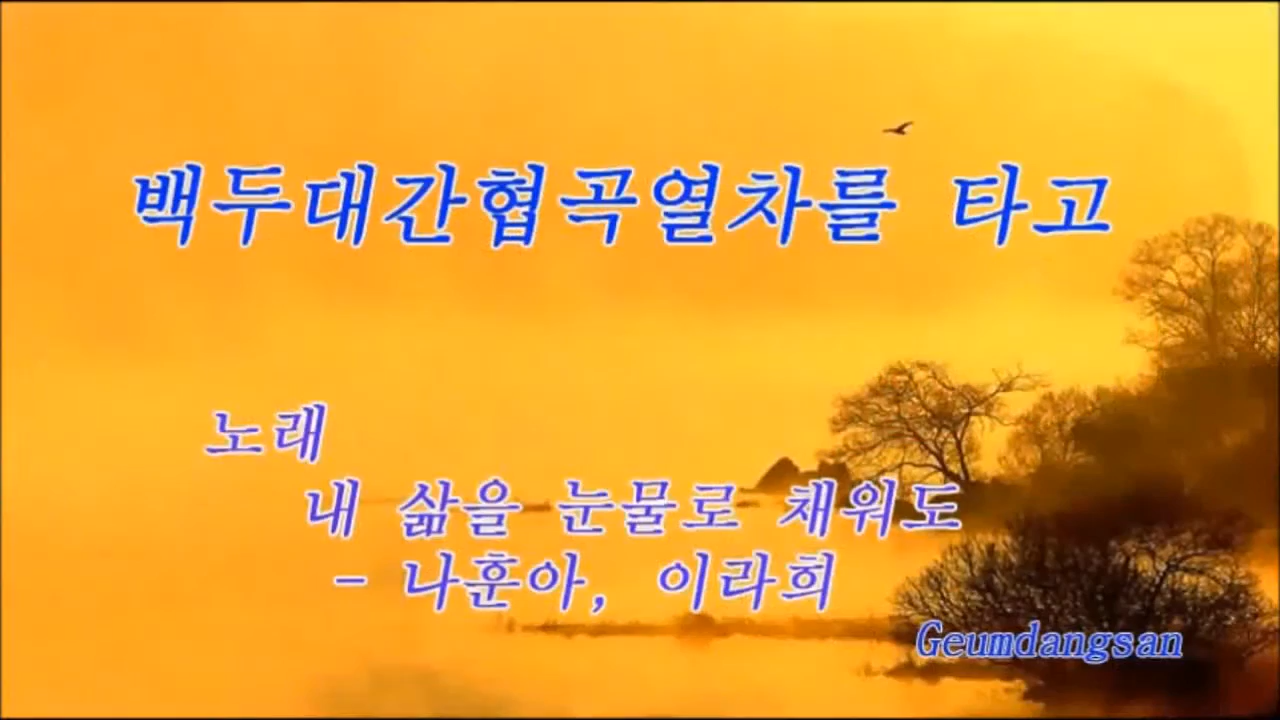 백두대간협곡열차를 타고
노래
내 삶을 눈물로 채워도
- 나훈아, 이라희
Geumdangsan